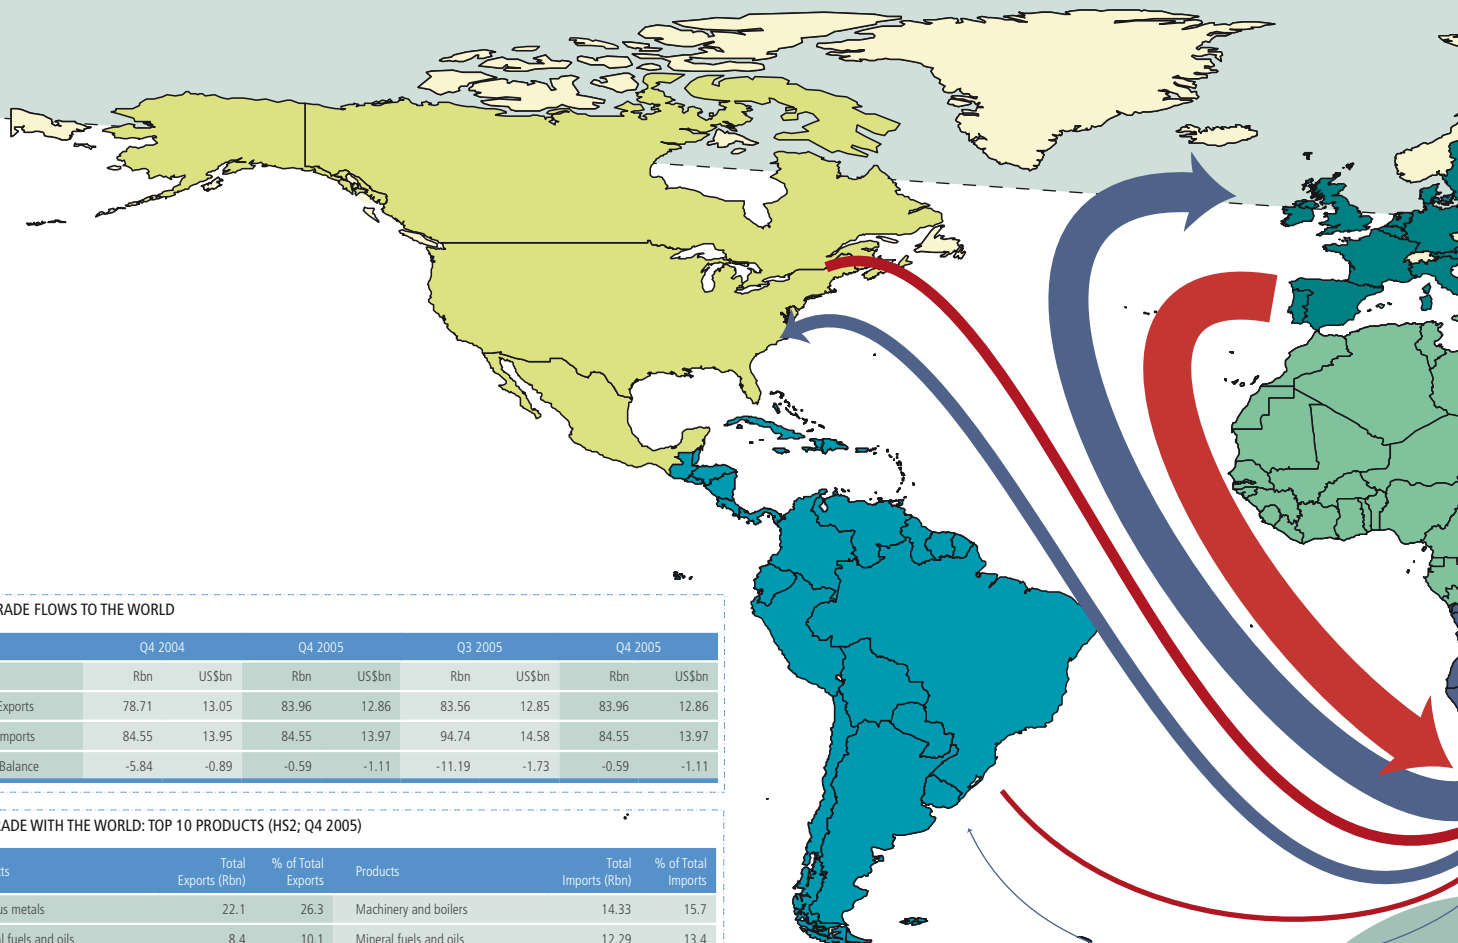 RADE FLOWS TO THE WORLD
Q4 2004 Q4 2005 Q3 2005 Q4 2005
Rbn US$bn Rbn US$bn Rbn US$bn Rbn US$bn
Exports 78.71 13.05 83.96 12.86 83.56 12.85 83.96 12.86
mports 84.55 13.95 84.55 13.97 94.74 14.58 84.55 13.97
Balance -5.84 -0.89 -0.59 -1.11 -11.19 -1.73 -0.59 -1.11
RADE WITH THE WORLD: TOP 10 PRODUCTS (HS2; Q4 2005)
ts Total Exports (Rbn) % of Total Exports Products Total Imports (Rbn) % of Total Imports
us metals 22.1 26.3 Machinery and boilers 14.33 15.7
al fuels and oils 8.4 10.1 Mineral fuels and oils 12.29 13.4